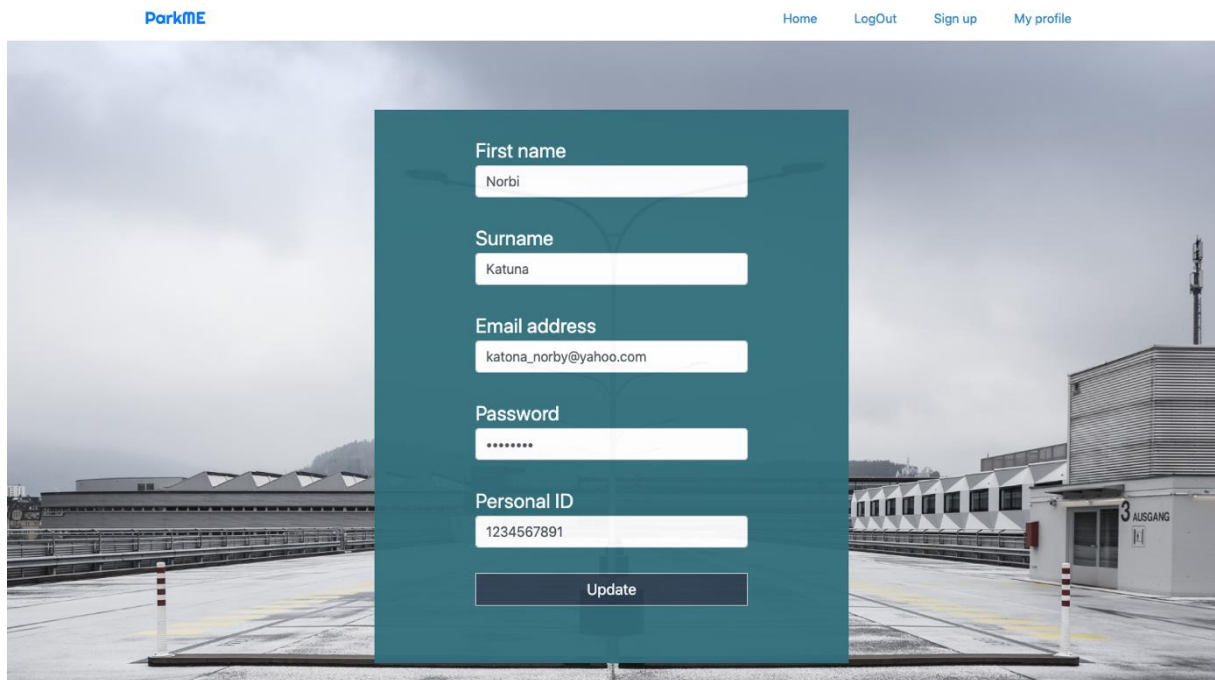 ParkME
Home LogOut Sign up My profile
First name
Norbi
Surname
Katuna
Email address
katona_norby@yahoo.com
Password
••••••••
Personal ID
1234567891
Update
3 AUSGANG